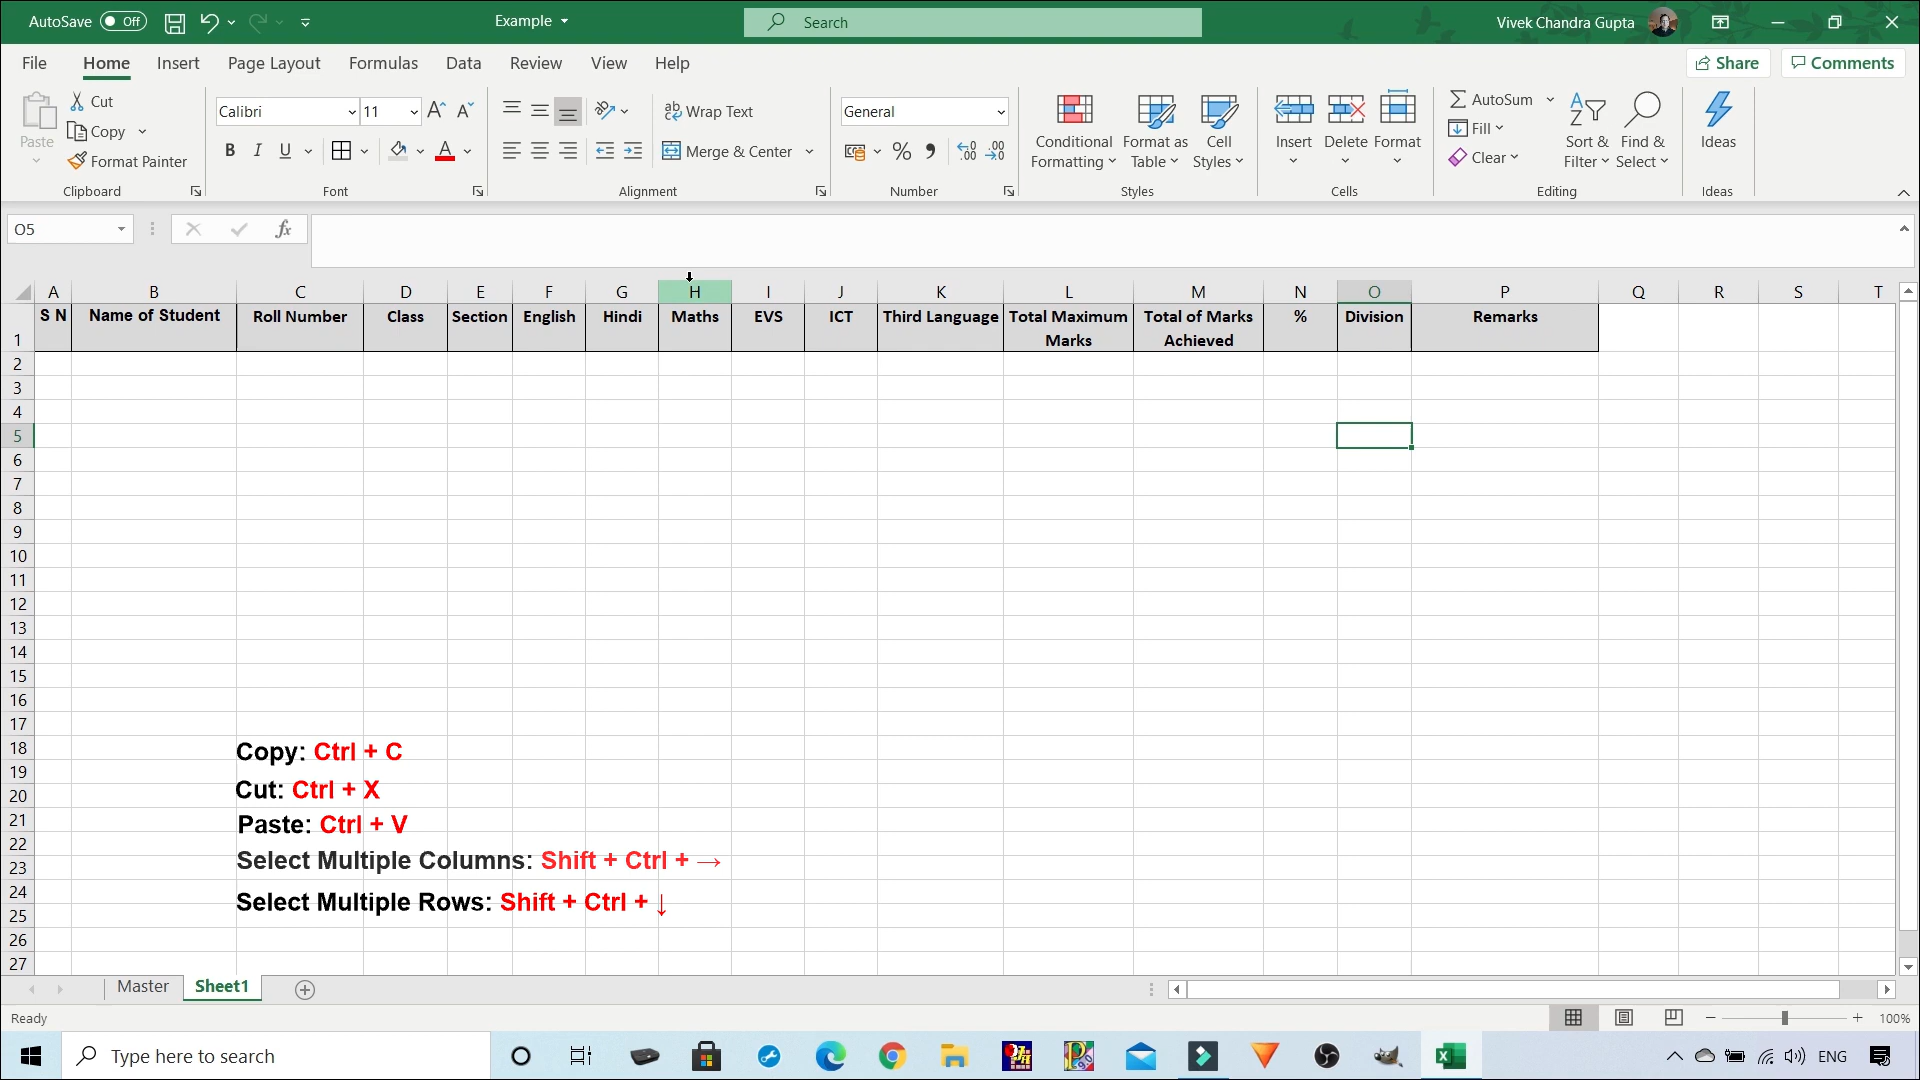 AutoSave Off Example Search Vivek Chandra Gupta
File Home Insert Page Layout Formulas Data Review View Help Share Comments
Paste
Cut
Copy
Format Painter
Clipboard
Calibri 11
B I U A
Font
ab Wrap Text
Merge & Center
Alignment
General
% , .00
Number
Conditional Formatting
Format as Table
Cell Styles
Styles
Insert Delete Format
Cells
AutoSum
Fill
Clear
Sort & Filter
Find & Select
Editing
Ideas
Ideas
O5 fx
A B C D E F G H I J K L M N O P Q R S T
1 S N Name of Student Roll Number Class Section English Hindi Maths EVS ICT Third Language Total Maximum Marks Total of Marks Achieved % Division Remarks
2
3
4
5
6
7
8
9
10
11
12
13
14
15
16
17
18
19
20
21
22
23
24
25
26
27
Copy: Ctrl + C
Cut: Ctrl + X
Paste: Ctrl + V
Select Multiple Columns: Shift + Ctrl + →
Select Multiple Rows: Shift + Ctrl + ↓
Master Sheet1
Ready 100%
Type here to search ENG